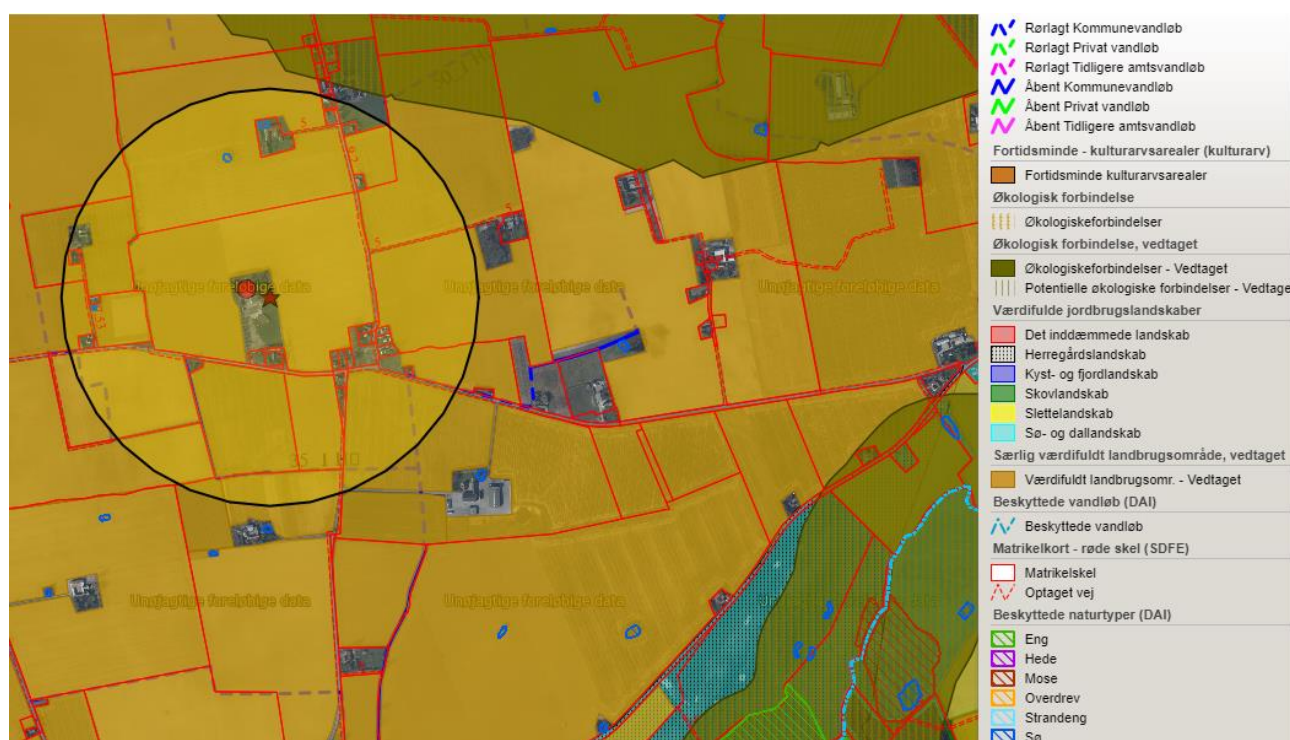 Rørlagt Kommunevandløb
Rørlagt Privat vandløb
Rørlagt Tidligere amtsvandløb
Åbent Kommunevandløb
Åbent Privat vandløb
Åbent Tidligere amtsvandløb
Fortidsminde - kulturarvsarealer (kulturarv)
Fortidsminde kulturarvsarealer
Økologisk forbindelse
Økologiskeforbindelser
Økologisk forbindelse, vedtaget
Økologiskeforbindelser - Vedtaget
Potentielle økologiske forbindelser - Vedtage
Værdifulde jordbrugslandskaber
Det inddæmmede landskab
Herregårdslandskab
Kyst- og fjordlandskab
Skovlandskab
Slettelandskab
Sø- og dallandskab
Særlig værdifuldt landbrugsområde, vedtaget
Værdifuldt landbrugsomr. - Vedtaget
Beskyttede vandløb (DAI)
Beskyttede vandløb
Matrikelkort - røde skel (SDFE)
Matrikelskel
Optaget vej
Beskyttede naturtyper (DAI)
Eng
Hede
Mose
Overdrev
Strandeng
Sø
Unøjagtige foreløbige data
Unøjagtige foreløbige data
Unøjagtige foreløbige data
Unøjagtige foreløbige data
Unøjagtige foreløbige data